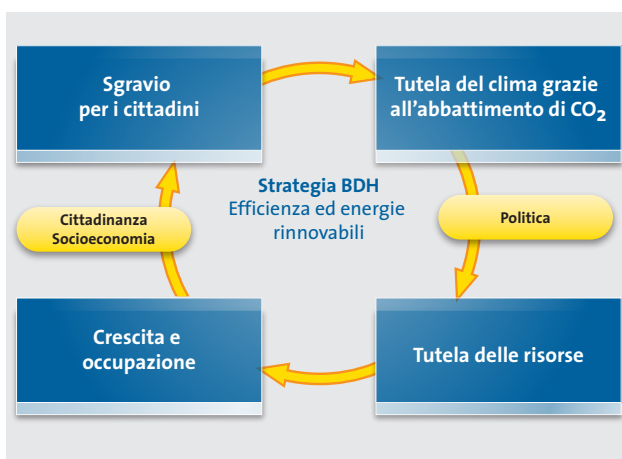 Sgravio
per i cittadini
Tutela del clima grazie
all'abbattimento di CO₂
Strategia BDH
Efficienza ed energie
rinnovabili
Cittadinanza
Socioeconomia
Politica
Crescita e
occupazione
Tutela delle risorse